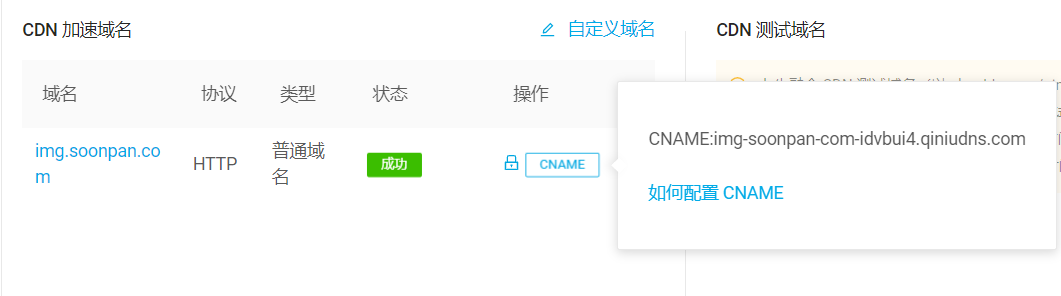 CDN 加速域名
自定义域名
CDN 测试域名
域名 协议 类型 状态 操作
img.soonpan.co
m
HTTP
普通域
名
成功
CNAME
CNAME:img-soonpan-com-idvbui4.qiniudns.com
如何配置 CNAME